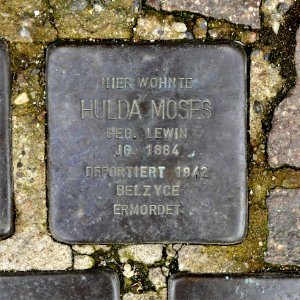 HIER WOHNTE
HULDA MOSES
GEB. LEWIN
JG. 1884
DEPORTIERT 1942
BELZYCE
ERMORDET